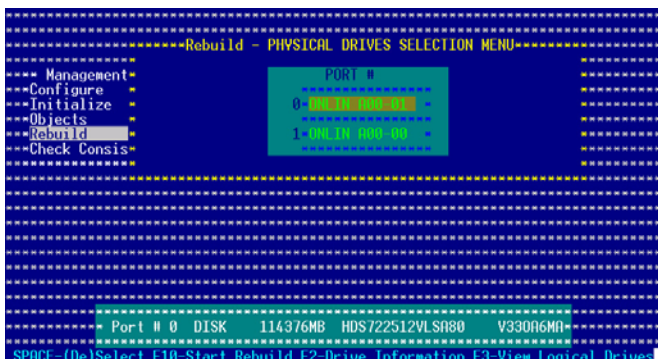 Rebuild - PHYSICAL DRIVES SELECTION MENU
Management
Configure
Initialize
Objects
Rebuild
Check Consis
PORT #
0 ONLIN A00-01
1 ONLIN A00-00
Port # 0 DISK 114376MB HDS722512VLSA80 V33OA6MA
SPACE-(De)Select F10-Start Rebuild F2-Drive Information F3-View Logical Drives